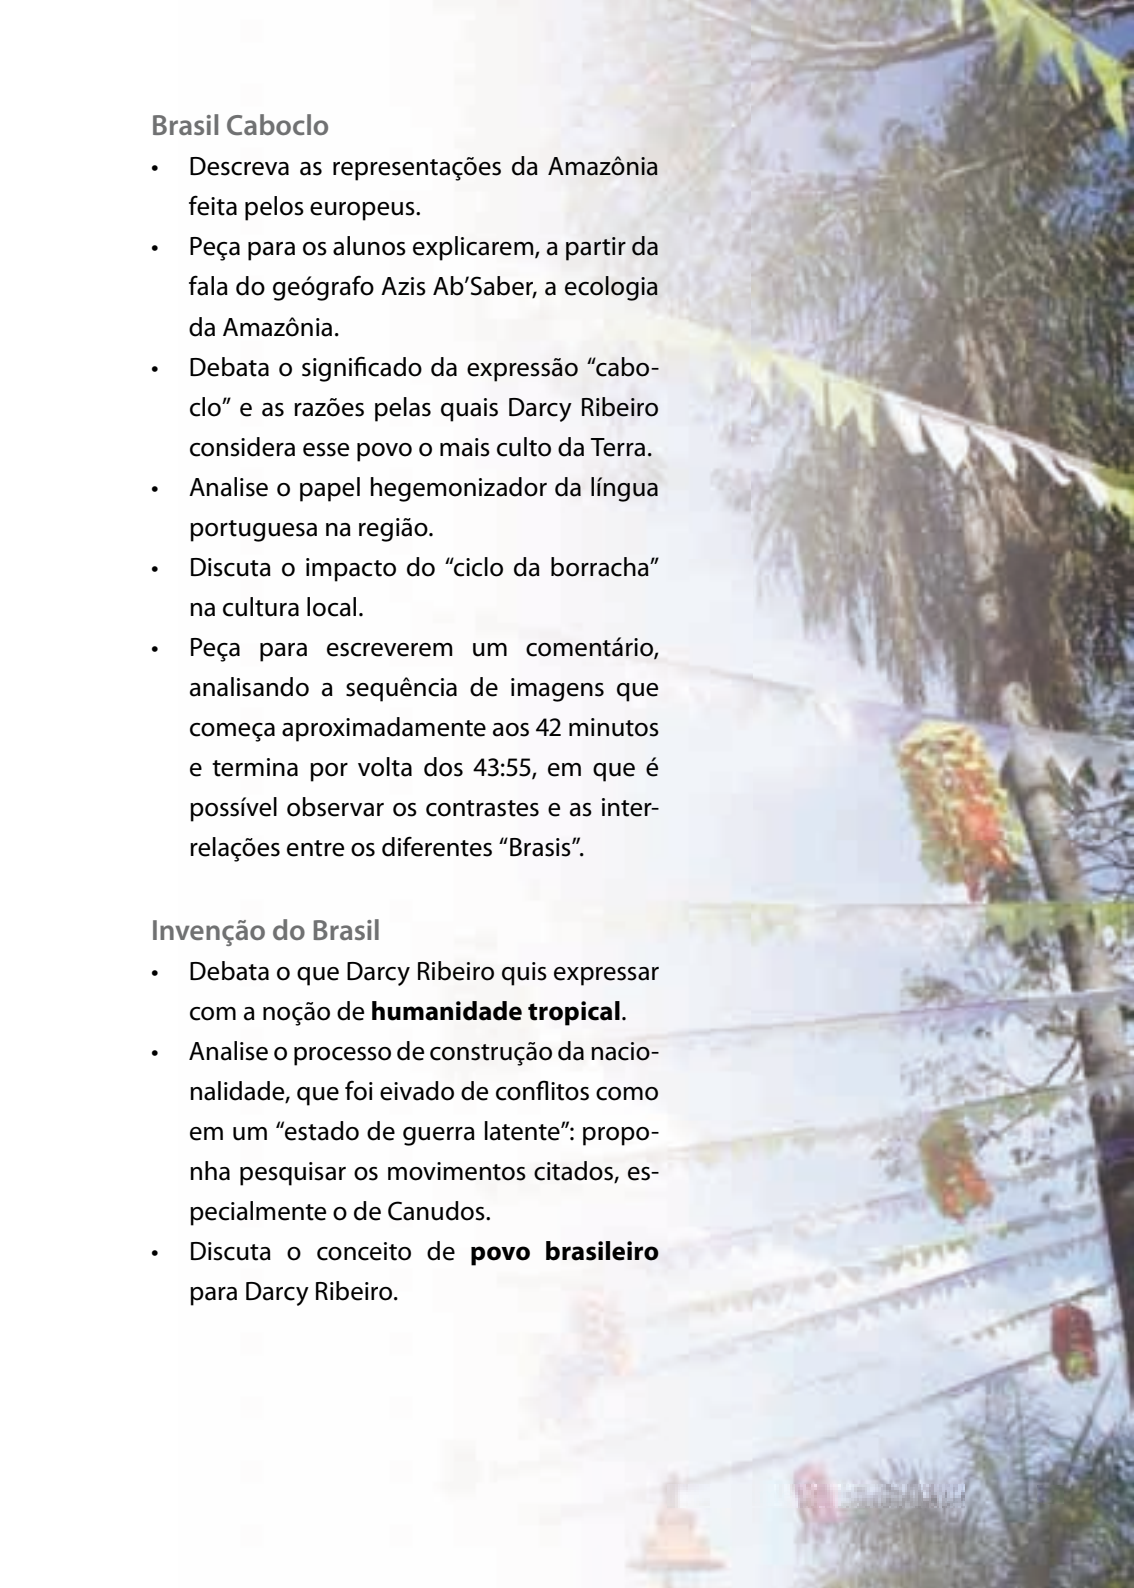 Brasil Caboclo
• Descreva as representações da Amazônia
feita pelos europeus.
• Peça para os alunos explicarem, a partir da
fala do geógrafo Azis Ab’Saber, a ecologia
da Amazônia.
• Debata o significado da expressão “cabo-
clo” e as razões pelas quais Darcy Ribeiro
considera esse povo o mais culto da Terra.
• Analise o papel hegemonizador da língua
portuguesa na região.
• Discuta o impacto do “ciclo da borracha”
na cultura local.
• Peça para escreverem um comentário,
analisando a sequência de imagens que
começa aproximadamente aos 42 minutos
e termina por volta dos 43:55, em que é
possível observar os contrastes e as inter-
relações entre os diferentes “Brasis”.
Invenção do Brasil
• Debata o que Darcy Ribeiro quis expressar
com a noção de humanidade tropical.
• Analise o processo de construção da nacio-
nalidade, que foi eivado de conflitos como
em um “estado de guerra latente”: propo-
nha pesquisar os movimentos citados, es-
pecialmente o de Canudos.
• Discuta o conceito de povo brasileiro
para Darcy Ribeiro.